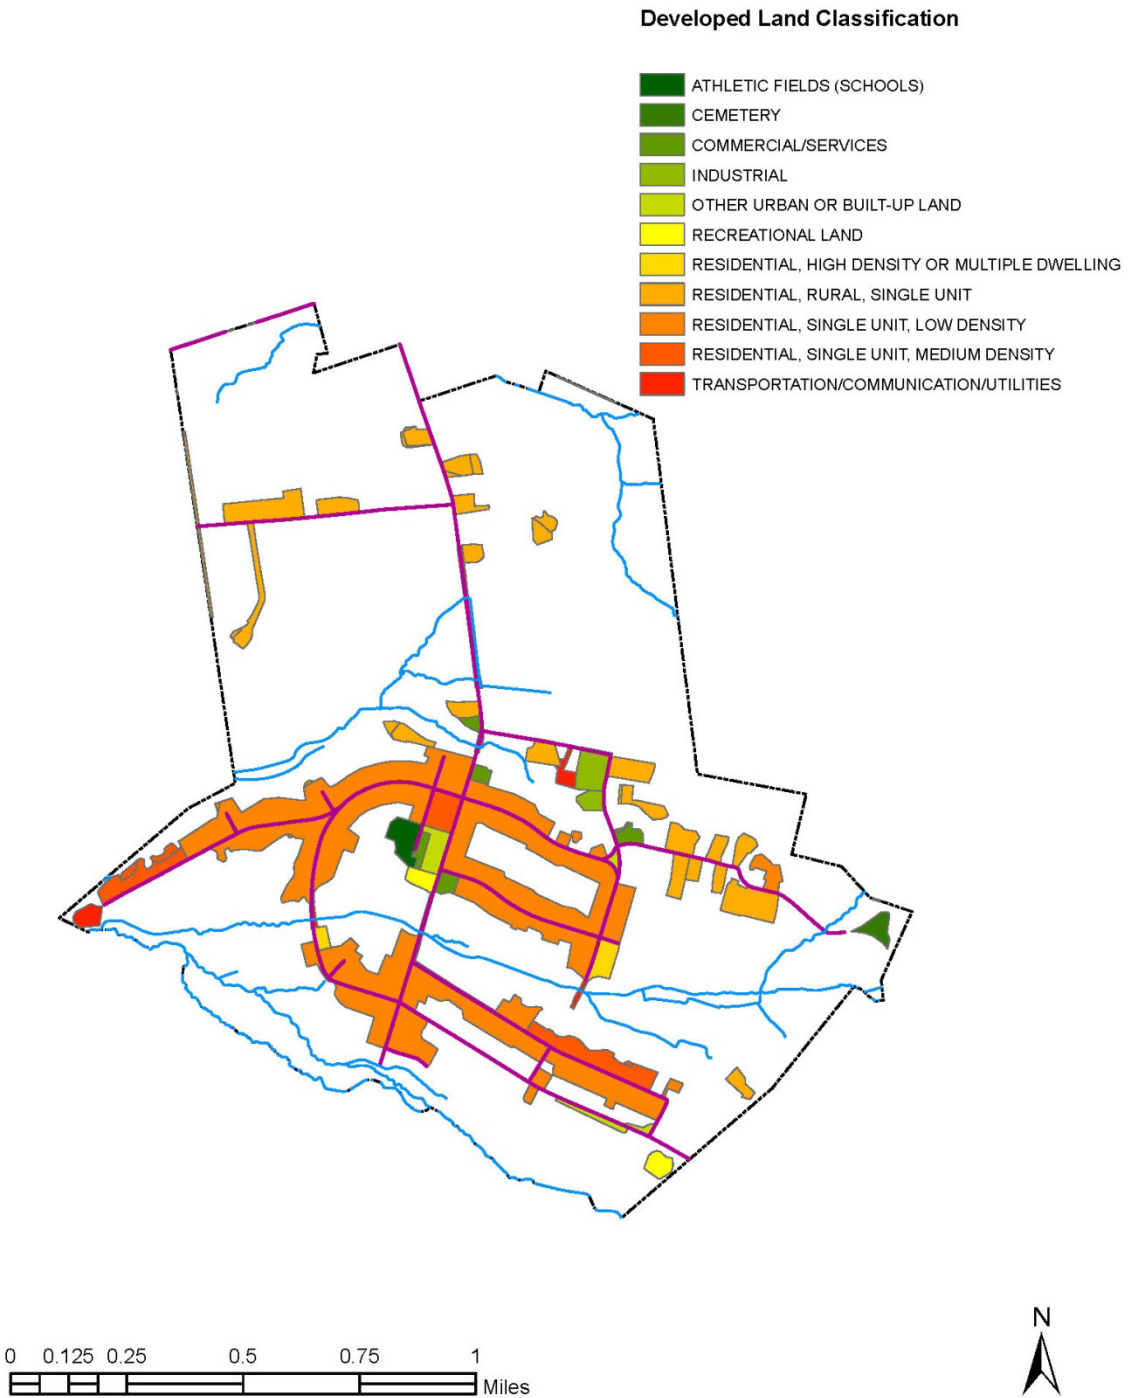 Developed Land Classification
ATHLETIC FIELDS (SCHOOLS)
CEMETERY
COMMERCIAL/SERVICES
INDUSTRIAL
OTHER URBAN OR BUILT-UP LAND
RECREATIONAL LAND
RESIDENTIAL, HIGH DENSITY OR MULTIPLE DWELLING
RESIDENTIAL, RURAL, SINGLE UNIT
RESIDENTIAL, SINGLE UNIT, LOW DENSITY
RESIDENTIAL, SINGLE UNIT, MEDIUM DENSITY
TRANSPORTATION/COMMUNICATION/UTILITIES
N
0 0.125 0.25 0.5 0.75 1
Miles